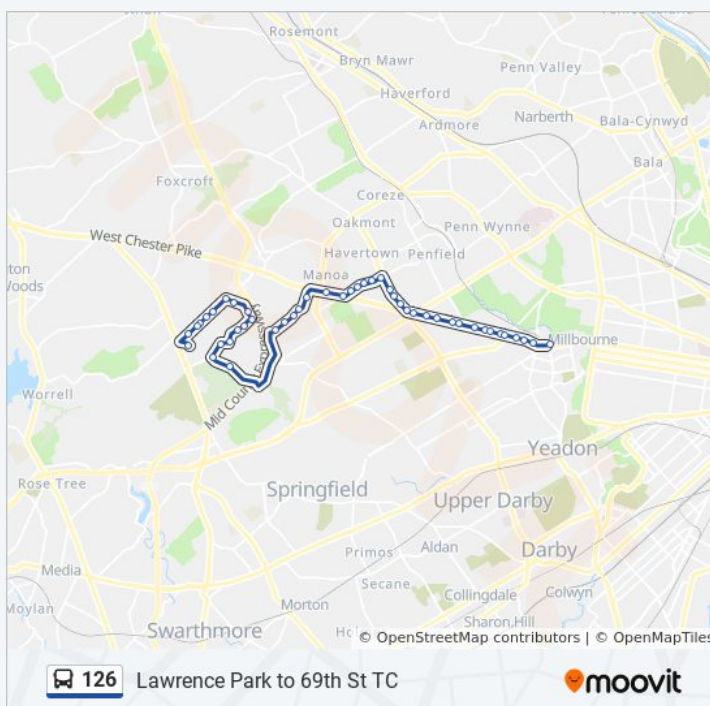 Rosemont
Bryn Mawr
Penn Valley
Haverford
Narberth
Bala-Cynwyd
Ardmore
Foxcroft
Coreze
Bala
Oakmont
Penn Wynne
West Chester Pike
Havertown
Penfield
Manoa
Woods
Millbourne
Expressway
Worrell
Mid Coun
Yeadon
Rose Tree
Springfield
Upper Darby
Primos
Aldan
Darby
Media
Secane
Collingdale
Colwyn
Moylan
Morton
Sharon Hill
Swarthmore
Ho
© OpenStreetMap contributors | © OpenMapTiles
126
Lawrence Park to 69th St TC
moovit